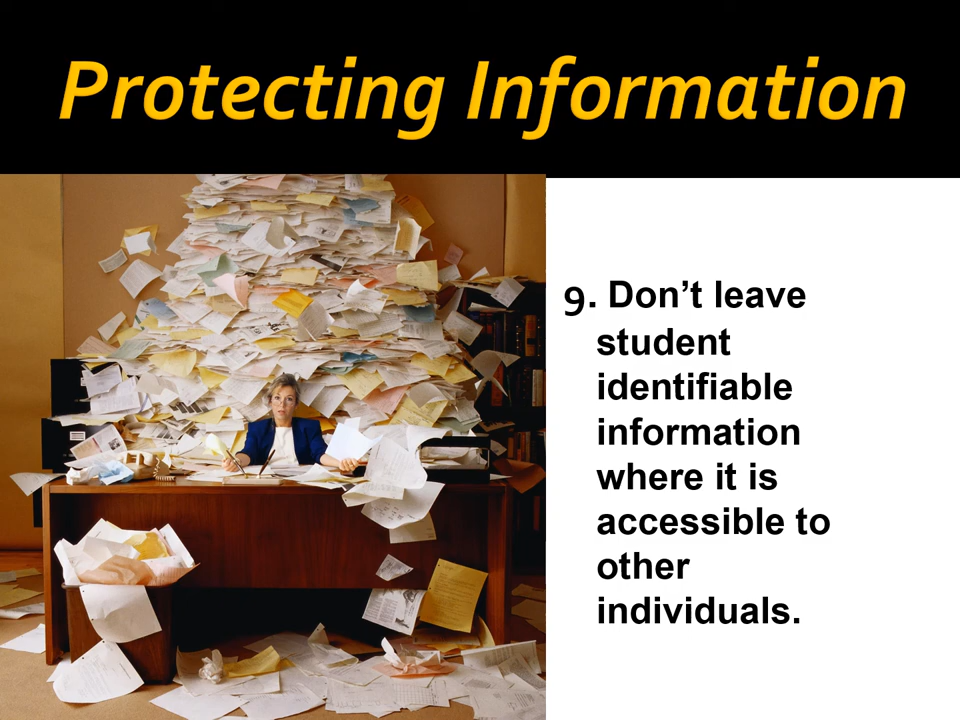 Protecting Information
9. Don’t leave
student
identifiable
information
where it is
accessible to
other
individuals.